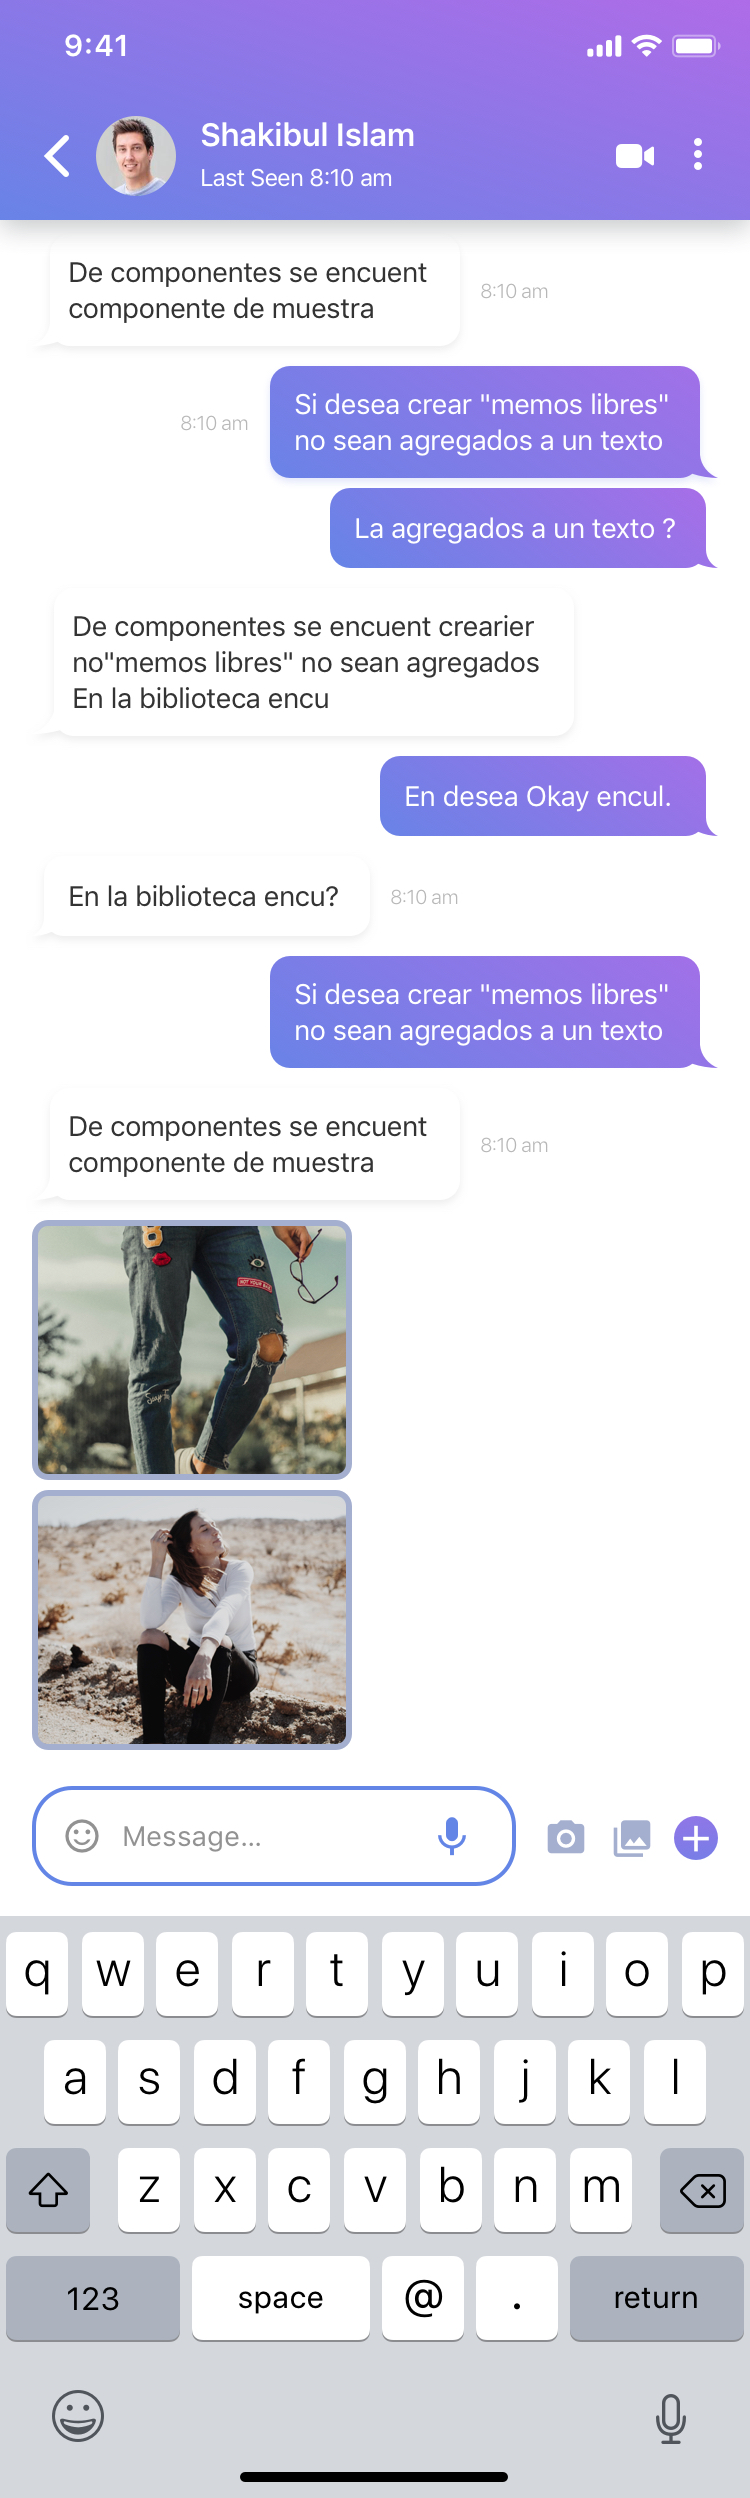 9:41
Shakibul Islam
Last Seen 8:10 am
De componentes se encuent
componente de muestra
8:10 am
Si desea crear "memos libres"
no sean agregados a un texto
8:10 am
La agregados a un texto ?
De componentes se encuent crearier
no"memos libres" no sean agregados
En la biblioteca encu
En desea Okay encul.
En la biblioteca encu?
8:10 am
Si desea crear "memos libres"
no sean agregados a un texto
De componentes se encuent
componente de muestra
8:10 am
Message...
q w e r t y u i o p
a s d f g h j k l
z x c v b n m
123 space @ . return